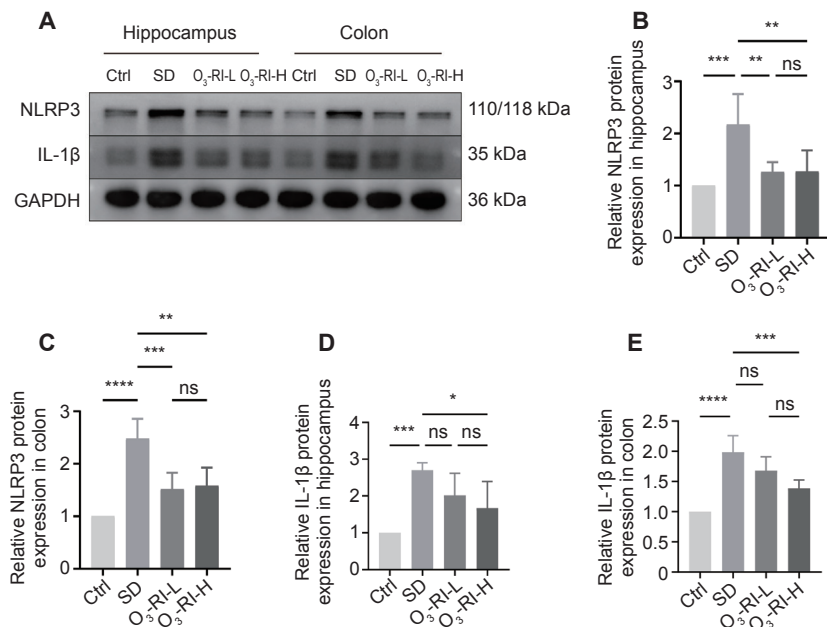 A
Hippocampus Colon
Ctrl SD O₃-RI-L O₃-RI-H Ctrl SD O₃-RI-L O₃-RI-H
NLRP3 110/118 kDa
IL-1β 35 kDa
GAPDH 36 kDa
B
**
*** ** ns
Relative NLRP3 protein
expression in hippocampus
3
2
1
0
Ctrl SD O₃-RI-L O₃-RI-H
C
**
***
**** ns
Relative NLRP3 protein
expression in colon
3
2
1
0
Ctrl SD O₃-RI-L O₃-RI-H
D
*
*** ns ns
Relative IL-1β protein
expression in hippocampus
4
3
2
1
0
Ctrl SD O₃-RI-L O₃-RI-H
E
***
ns
**** ns
Relative IL-1β protein
expression in colon
2.5
2.0
1.5
1.0
0.5
0.0
Ctrl SD O₃-RI-L O₃-RI-H